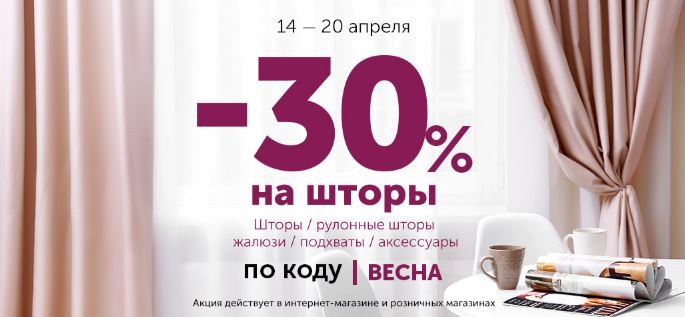 14 — 20 апреля
-30%
на шторы
Шторы / рулонные шторы
жалюзи / подхваты / аксессуары
ПО КОДУ | ВЕСНА
Акция действует в интернет-магазине и розничных магазинах